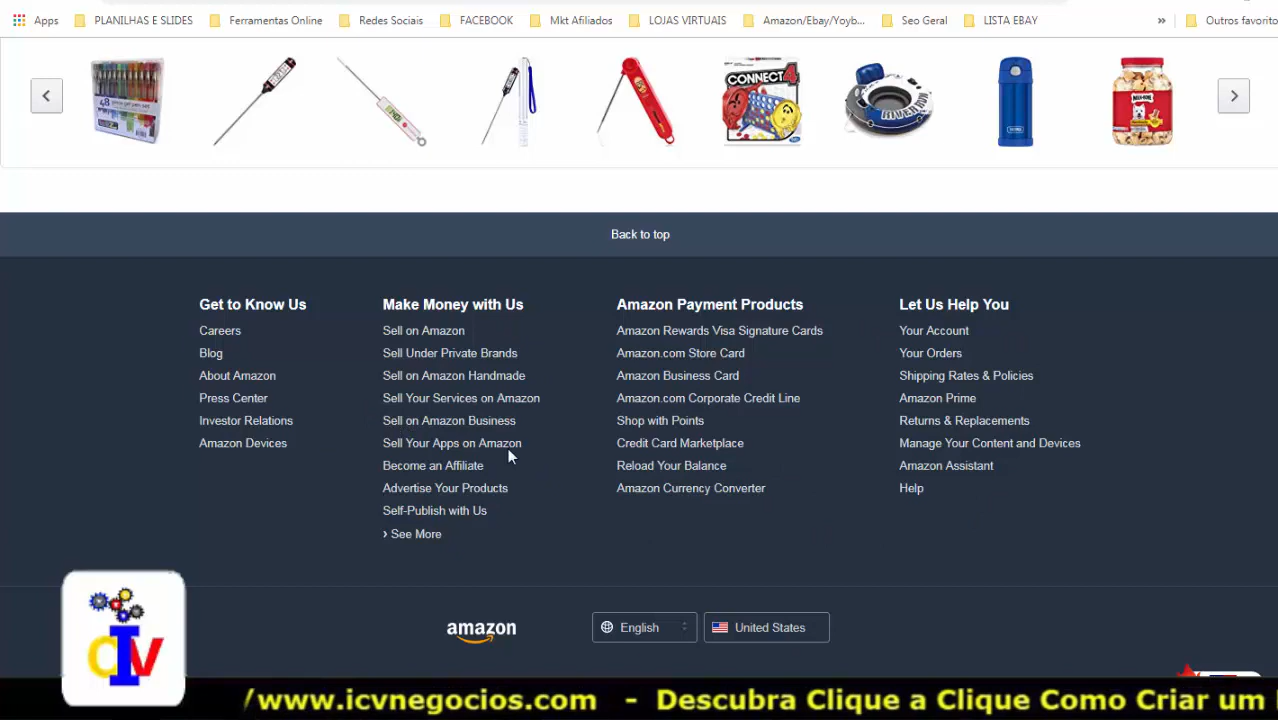 Apps PLANILHAS E SLIDES Ferramentas Online Redes Sociais FACEBOOK Mkt Afiliados LOJAS VIRTUAIS Amazon/Ebay/Yoyb... Seo Geral LISTA EBAY » Outros favorito
48
CONNECT 4
RIVER RUN
THERMOS
MILK-BONE
Back to top
Get to Know Us
Careers
Blog
About Amazon
Press Center
Investor Relations
Amazon Devices
Make Money with Us
Sell on Amazon
Sell Under Private Brands
Sell on Amazon Handmade
Sell Your Services on Amazon
Sell on Amazon Business
Sell Your Apps on Amazon
Become an Affiliate
Advertise Your Products
Self-Publish with Us
› See More
Amazon Payment Products
Amazon Rewards Visa Signature Cards
Amazon.com Store Card
Amazon Business Card
Amazon.com Corporate Credit Line
Shop with Points
Credit Card Marketplace
Reload Your Balance
Amazon Currency Converter
Let Us Help You
Your Account
Your Orders
Shipping Rates & Policies
Amazon Prime
Returns & Replacements
Manage Your Content and Devices
Amazon Assistant
Help
amazon English United States
ICV
/www.icvnegocios.com - Descubra Clique a Clique Como Criar um